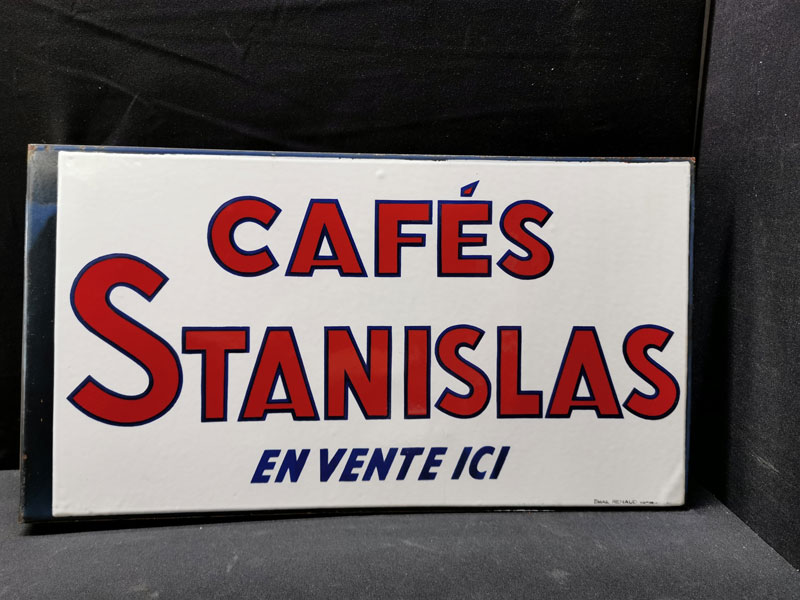 CAFÉS
STANISLAS
EN VENTE ICI